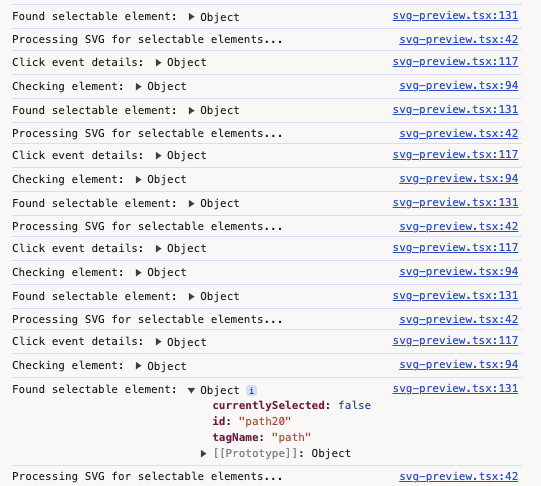 Found selectable element: ▶ Object svg-preview.tsx:131
Processing SVG for selectable elements... svg-preview.tsx:42
Click event details: ▶ Object svg-preview.tsx:117
Checking element: ▶ Object svg-preview.tsx:94
Found selectable element: ▶ Object svg-preview.tsx:131
Processing SVG for selectable elements... svg-preview.tsx:42
Click event details: ▶ Object svg-preview.tsx:117
Checking element: ▶ Object svg-preview.tsx:94
Found selectable element: ▶ Object svg-preview.tsx:131
Processing SVG for selectable elements... svg-preview.tsx:42
Click event details: ▶ Object svg-preview.tsx:117
Checking element: ▶ Object svg-preview.tsx:94
Found selectable element: ▶ Object svg-preview.tsx:131
Processing SVG for selectable elements... svg-preview.tsx:42
Click event details: ▶ Object svg-preview.tsx:117
Checking element: ▶ Object svg-preview.tsx:94
Found selectable element: ▼ Object i svg-preview.tsx:131
currentlySelected: false
id: "path20"
tagName: "path"
▶ [[Prototype]]: Object
Processing SVG for selectable elements... svg-preview.tsx:42